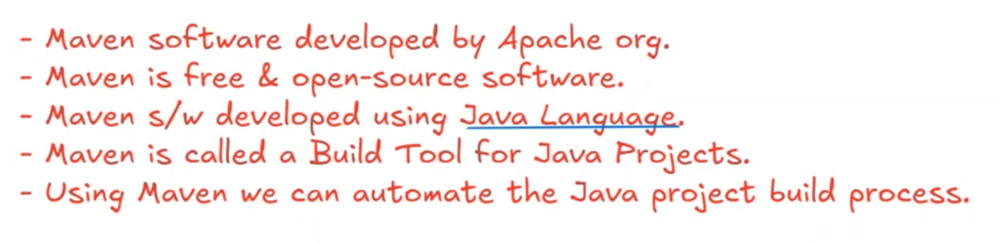 - Maven software developed by Apache org.
- Maven is free & open-source software.
- Maven s/w developed using Java Language.
- Maven is called a Build Tool for Java Projects.
- Using Maven we can automate the Java project build process.